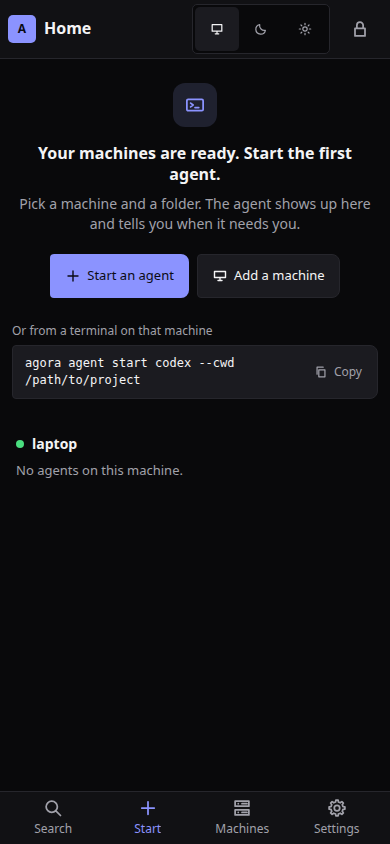 A Home
Your machines are ready. Start the first
agent.
Pick a machine and a folder. The agent shows up here
and tells you when it needs you.
Start an agent
Add a machine
Or from a terminal on that machine
agora agent start codex --cwd
/path/to/project
Copy
laptop
No agents on this machine.
Search
Start
Machines
Settings